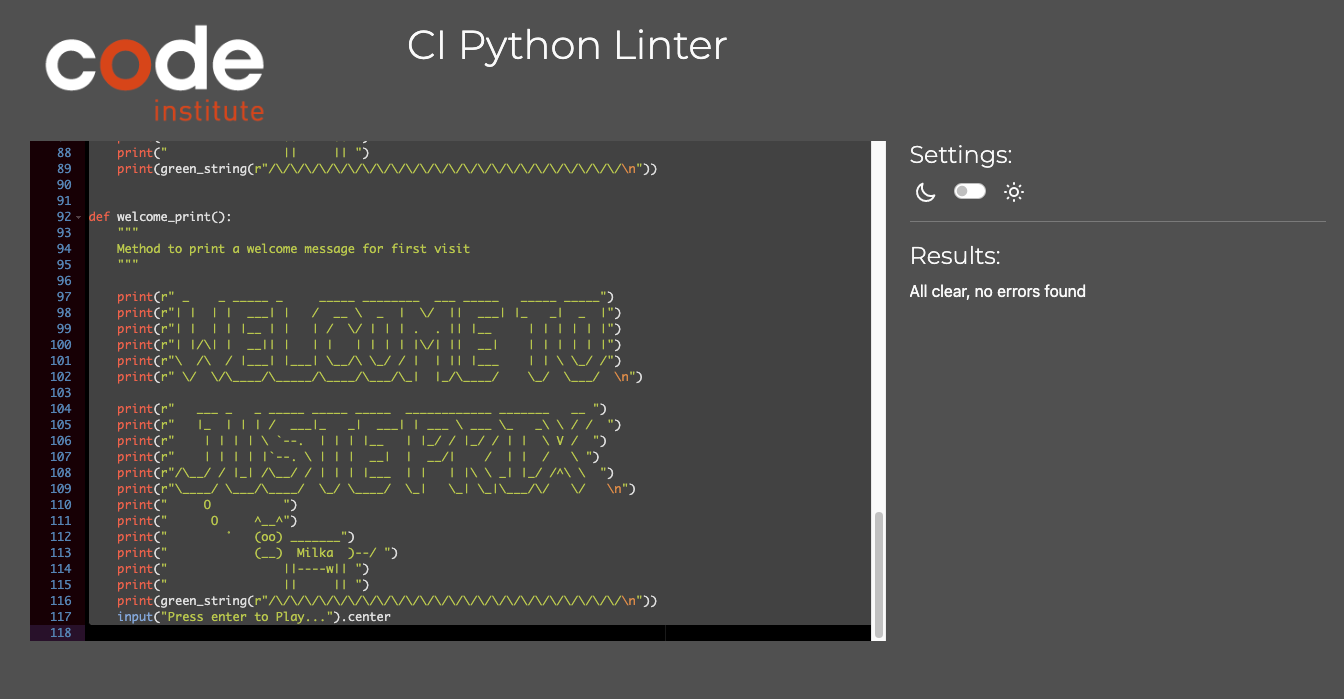 code
institute
CI Python Linter
Settings:
Results:
All clear, no errors found
88     print("                ||     || ")
89     print(green_string(r"/\/\/\/\/\/\/\/\/\/\/\/\/\/\/\/\/\/\/\/\/\/\/\/\/\n"))
90
91
92 def welcome_print():
93     """
94     Method to print a welcome message for first visit
95     """
96
97     print(r" _    _ _____ _     _____ ________  ___ _____   _____ _____")
98     print(r"| |  | |  ___| |   /  __ \  _  |  \/  ||  ___| |_   _|  _  |")
99     print(r"| |  | | |__ | |   | /  \/ | | | .  . || |__     | | | | | |")
100     print(r"| |/\| |  __|| |   | |   | | | | |\/| ||  __|    | | | | | |")
101     print(r"\  /\  / |___| |___| \__/\ \_/ / |  | || |___    | | \ \_/ /")
102     print(r" \/  \/\____/\_____/\____/\___/\_|  |_/\____/    \_/  \___/  \n")
103
104     print(r"   ___ _   _ _____ _____ _____  ____________ _______   __ ")
105     print(r"   |_  | | | /  ___|_   _|  ___| | ___ \ ___ \_   _\ \ / /  ")
106     print(r"    | | | | \ `--.  | | | |__   | |_/ / |_/ / | |  \ V /  ")
107     print(r"    | | | | |`--. \ | | |  __|  |  __/|    /  | |  /   \ ")
108     print(r"/\__/ / |_| /\__/ / | | | |___  | |   | |\ \ _| |_/ /^\ \  ")
109     print(r"\____/ \___/\____/  \_/ \____/  \_|   \_| \_|\___/\/   \/   \n")
110     print("     O          ")
111     print("      O     ^__^")
112     print("        °   (oo) _______")
113     print("            (__)  Milka  )--/ ")
114     print("                ||----w|| ")
115     print("                ||     || ")
116     print(green_string(r"/\/\/\/\/\/\/\/\/\/\/\/\/\/\/\/\/\/\/\/\/\/\/\/\/\n"))
117     input("Press enter to Play...").center
118